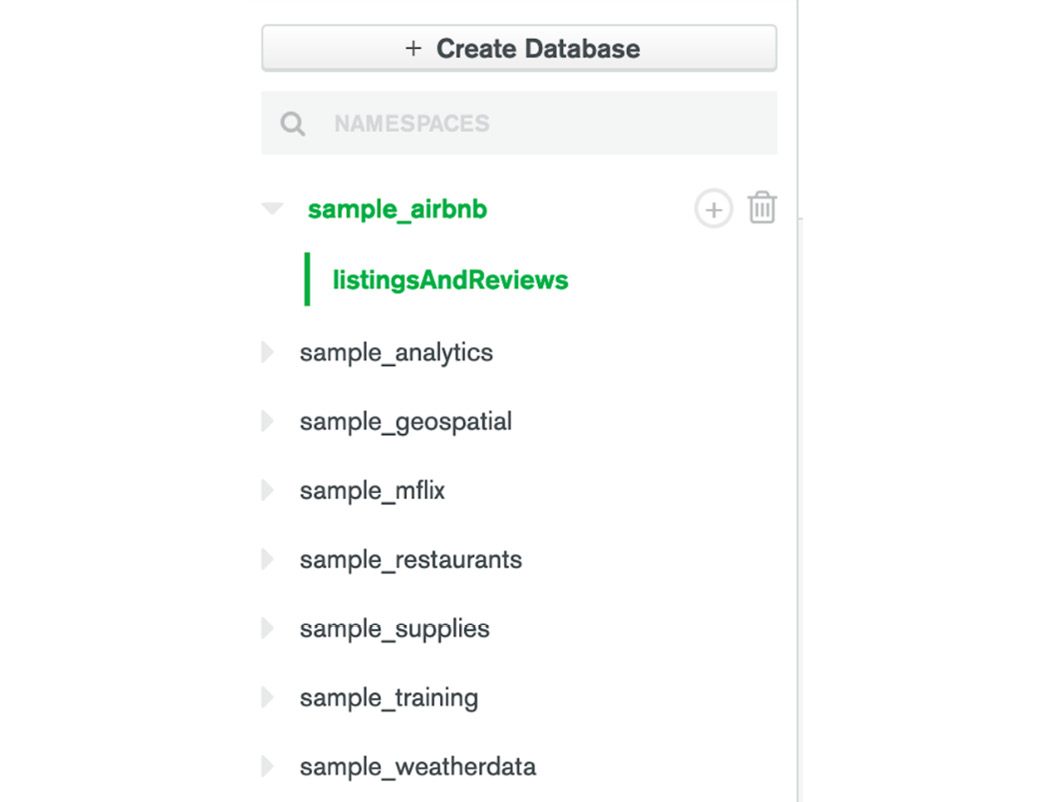 + Create Database
NAMESPACES
sample_airbnb
listingsAndReviews
sample_analytics
sample_geospatial
sample_mflix
sample_restaurants
sample_supplies
sample_training
sample_weatherdata